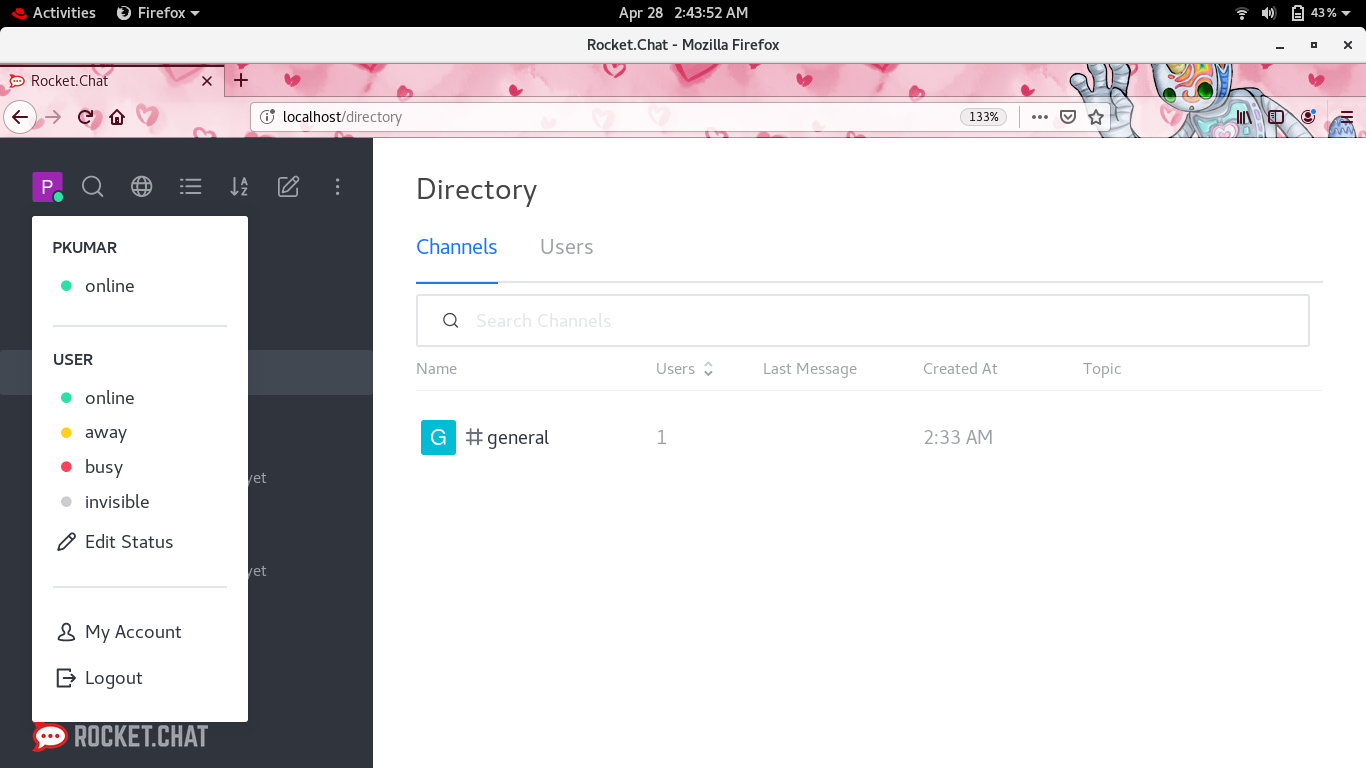 Activities Firefox Apr 28 2:43:52 AM 43%
Rocket.Chat - Mozilla Firefox
Rocket.Chat
localhost/directory 133%
P
PKUMAR
online
USER
online
away
busy
invisible
Edit Status
My Account
Logout
yet
yet
ROCKET.CHAT
Directory
Channels Users
Search Channels
Name Users Last Message Created At Topic
G general 1 2:33 AM